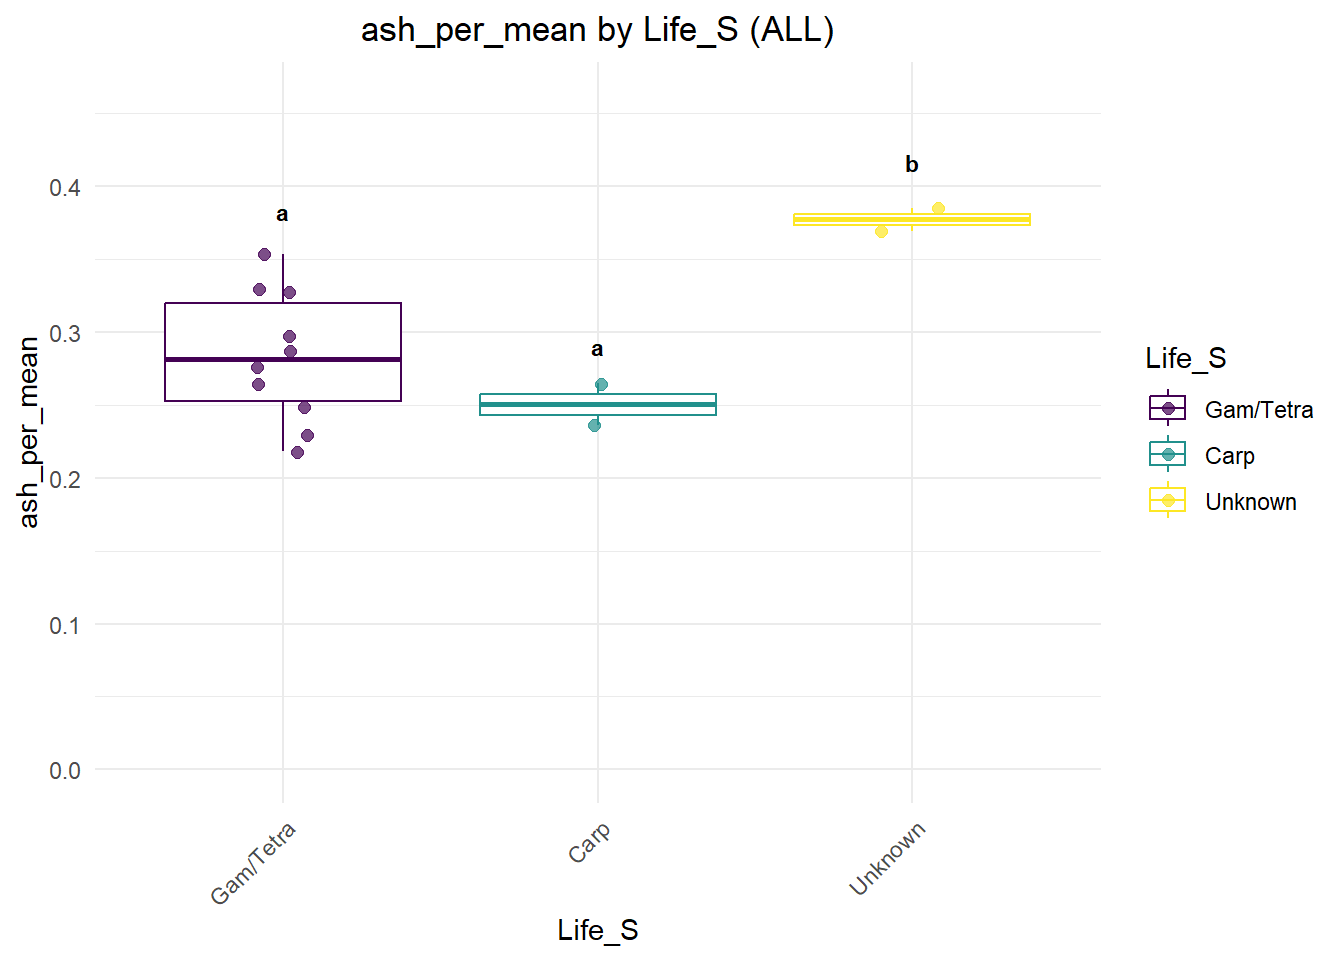 ash_per_mean by Life_S (ALL)
ash_per_mean
0.4
0.3
0.2
0.1
0.0
a
a
b
Gam/Tetra
Carp
Unknown
Life_S
Life_S
Gam/Tetra
Carp
Unknown